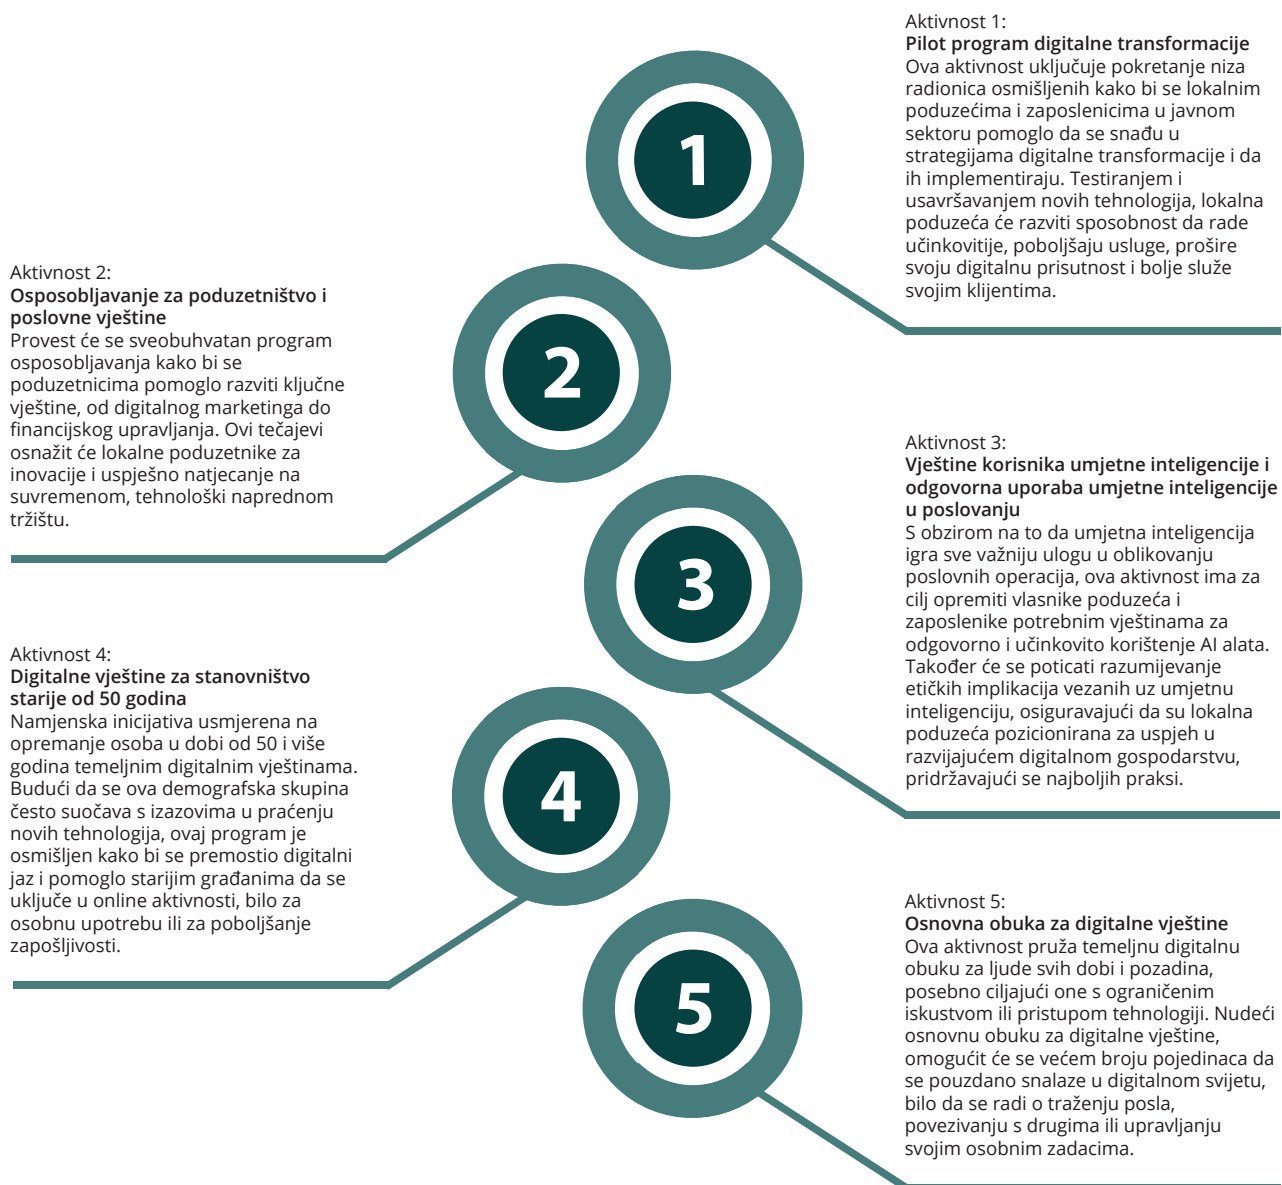 Aktivnost 1:
Pilot program digitalne transformacije
Ova aktivnost uključuje pokretanje niza
radionica osmišljenih kako bi se lokalnim
poduzećima i zaposlenicima u javnom
sektoru pomoglo da se snađu u
strategijama digitalne transformacije i da
ih implementiraju. Testiranjem i
usavršavanjem novih tehnologija, lokalna
poduzeća će razviti sposobnost da rade
učinkovitije, poboljšaju usluge, prošire
svoju digitalnu prisutnost i bolje služe
svojim klijentima.
1
Aktivnost 2:
Osposobljavanje za poduzetništvo i
poslovne vještine
Provest će se sveobuhvatan program
osposobljavanja kako bi se
poduzetnicima pomoglo razviti ključne
vještine, od digitalnog marketinga do
financijskog upravljanja. Ovi tečajevi
osnažit će lokalne poduzetnike za
inovacije i uspješno natjecanje na
suvremenom, tehnološki naprednom
tržištu.
2
Aktivnost 3:
Vještine korisnika umjetne inteligencije i
odgovorna uporaba umjetne inteligencije
u poslovanju
S obzirom na to da umjetna inteligencija
igra sve važniju ulogu u oblikovanju
poslovnih operacija, ova aktivnost ima za
cilj opremiti vlasnike poduzeća i
zaposlenike potrebnim vještinama za
odgovorno i učinkovito korištenje AI alata.
Također će se poticati razumijevanje
etičkih implikacija vezanih uz umjetnu
inteligenciju, osiguravajući da su lokalna
poduzeća pozicionirana za uspjeh u
razvijajućem digitalnom gospodarstvu,
pridržavajući se najboljih praksi.
3
Aktivnost 4:
Digitalne vještine za stanovništvo
starije od 50 godina
Namjenska inicijativa usmjerena na
opremanje osoba u dobi od 50 i više
godina temeljnim digitalnim vještinama.
Budući da se ova demografska skupina
često suočava s izazovima u praćenju
novih tehnologija, ovaj program je
osmišljen kako bi se premostio digitalni
jaz i pomoglo starijim građanima da se
uključe u online aktivnosti, bilo za
osobnu upotrebu ili za poboljšanje
zapošljivosti.
4
Aktivnost 5:
Osnovna obuka za digitalne vještine
Ova aktivnost pruža temeljnu digitalnu
obuku za ljude svih dobi i pozadina,
posebno ciljajući one s ograničenim
iskustvom ili pristupom tehnologiji. Nudeći
osnovnu obuku za digitalne vještine,
omogućit će se većem broju pojedinaca da
se pouzdano snalaze u digitalnom svijetu,
bilo da se radi o traženju posla,
povezivanju s drugima ili upravljanju
svojim osobnim zadacima.
5